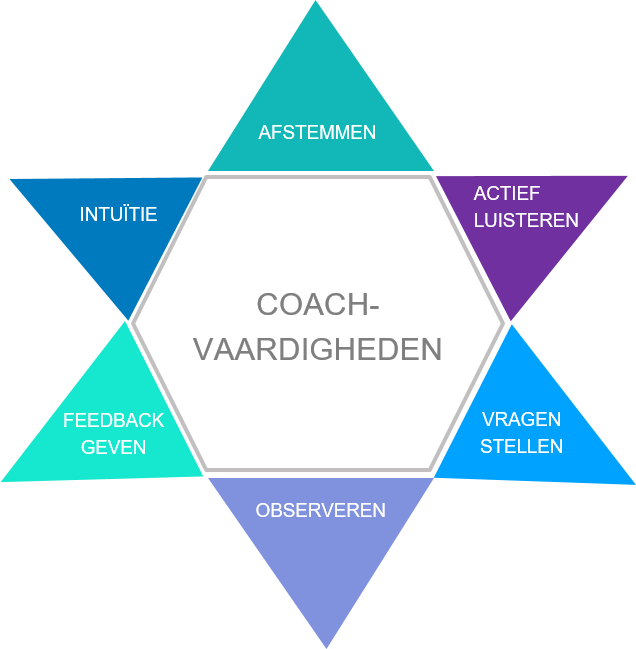 AFSTEMMEN
ACTIEF
LUISTEREN
INTUÏTIE
COACH-
VAARDIGHEDEN
VRAGEN
STELLEN
FEEDBACK
GEVEN
OBSERVEREN